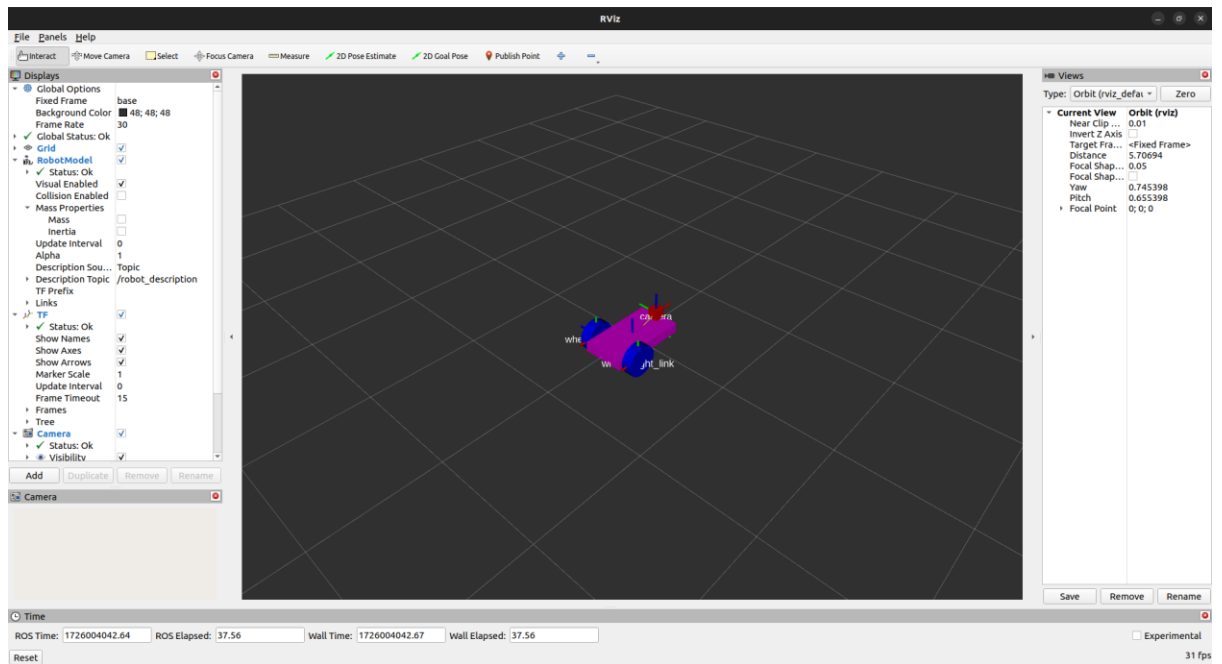 RViz
File Panels Help
Interact Move Camera Select Focus Camera Measure 2D Pose Estimate 2D Goal Pose Publish Point
Displays
Global Options
Fixed Frame base
Background Color 48; 48; 48
Frame Rate 30
Global Status: Ok
Grid
RobotModel
Status: Ok
Visual Enabled
Collision Enabled
Mass Properties
Mass
Inertia
Update Interval 0
Alpha 1
Description Sou... Topic
Description Topic /robot_description
TF Prefix
Links
TF
Status: Ok
Show Names
Show Axes
Show Arrows
Marker Scale 1
Update Interval 0
Frame Timeout 15
Frames
Tree
Camera
Status: Ok
Visibility
Add Duplicate Remove Rename
Camera
whe
ght_link
Views
Type: Orbit (rviz_defau Zero
Current View Orbit (rviz)
Near Clip ... 0.01
Invert Z Axis
Target Fra... <Fixed Frame>
Distance 5.70694
Focal Shap... 0.05
Focal Shap...
Yaw 0.745398
Pitch 0.655398
Focal Point 0; 0; 0
Save Remove Rename
Time
ROS Time: 1726004042.64 ROS Elapsed: 37.56 Wall Time: 1726004042.67 Wall Elapsed: 37.56 Experimental
Reset 31 fps